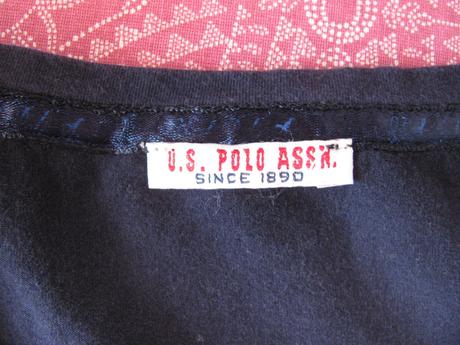 U.S. POLO ASSN.
SINCE 1890